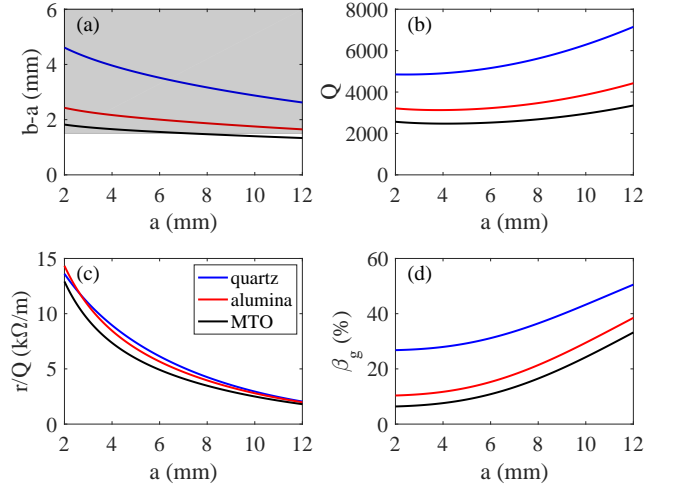 (a)
6
4
2
0
b-a (mm)
2 4 6 8 10 12
a (mm)
(b)
8000
6000
4000
2000
0
Q
2 4 6 8 10 12
a (mm)
(c)
15
10
5
0
r/Q (kΩ/m)
quartz
alumina
MTO
2 4 6 8 10 12
a (mm)
(d)
60
40
20
0
β_g (%)
2 4 6 8 10 12
a (mm)